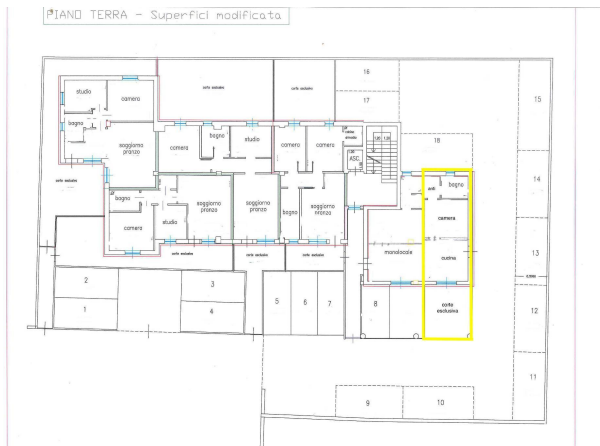 PIANO TERRA - Superfici modificata
16
studio
camera
corte esclusiva
corte esclusiva
15
17
bagno
camera
bagno
studio
camera
camera
18
soggiorno
pranzo
ASC.
14
anti
bagno
corte esclusiva
bagno
soggiorno
pranzo
soggiorno
pranzo
bagno
soggiorno
pranzo
camera
studio
camera
monolocale
cucina
13
corte esclusiva
corte esclusiva
corte esclusiva
2
3
1
4
5
6
7
8
corte
esclusiva
12
11
9
10